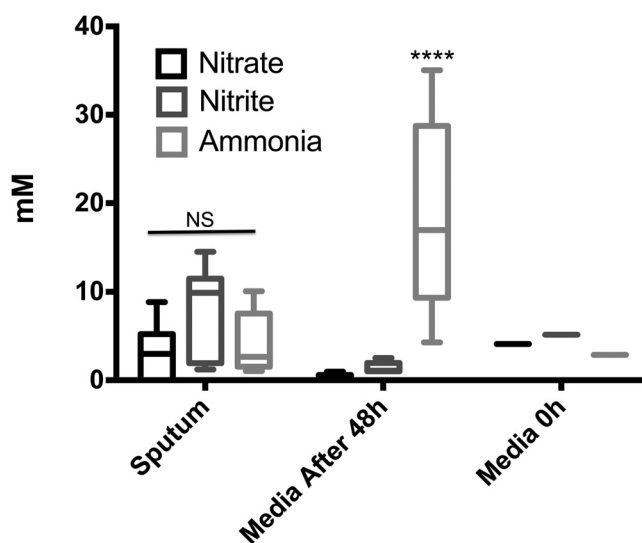 40
30
20
10
0
mM
Nitrate
Nitrite
Ammonia
****
NS
Sputum
Media After 48h
Media 0h